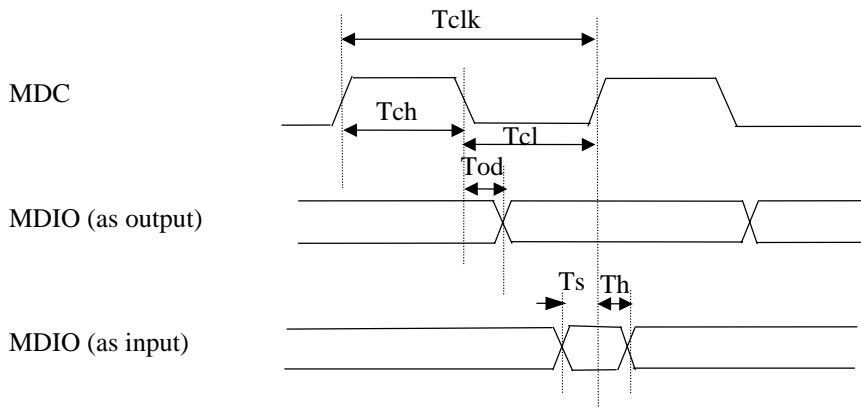 Tclk
MDC
Tch
Tcl
Tod
MDIO (as output)
Ts Th
MDIO (as input)